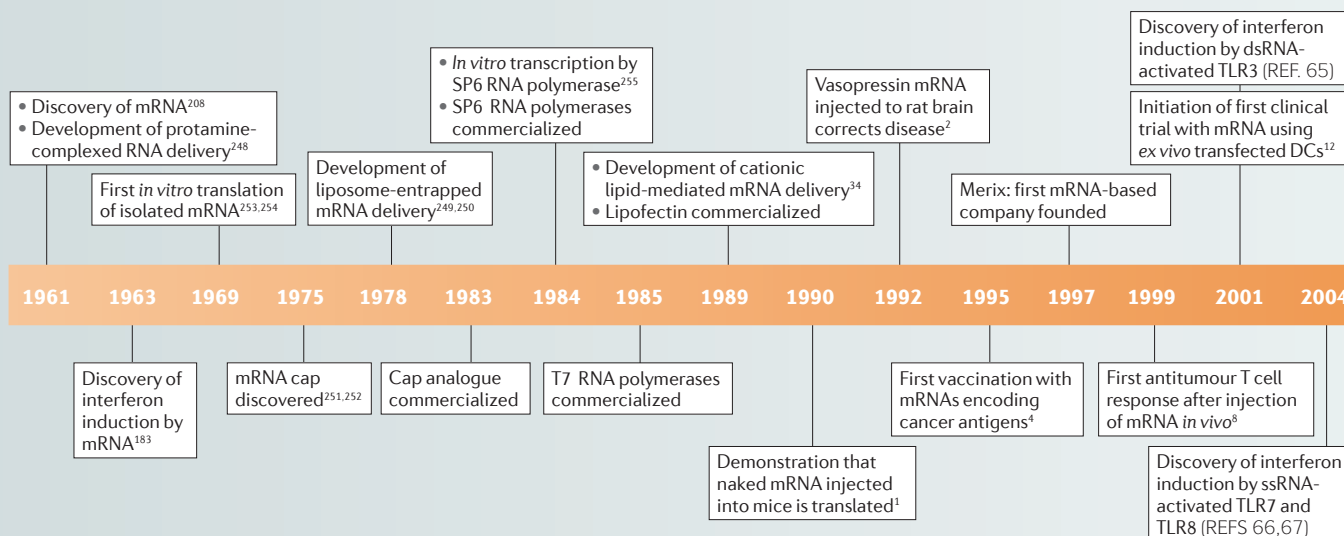 Discovery of interferon
induction by dsRNA-
activated TLR3 (REF. 65)
• In vitro transcription by
SP6 RNA polymerase²⁵⁵
• SP6 RNA polymerases
commercialized
Vasopressin mRNA
injected to rat brain
corrects disease²
• Discovery of mRNA²⁰⁸
• Development of protamine-
complexed RNA delivery²⁴⁸
Initiation of first clinical
trial with mRNA using
ex vivo transfected DCs¹²
First in vitro translation
of isolated mRNA²⁵³,²⁵⁴
Development of
liposome-entrapped
mRNA delivery²⁴⁹,²⁵⁰
• Development of cationic
lipid-mediated mRNA delivery³⁴
• Lipofectin commercialized
Merix: first mRNA-based
company founded
1961 1963 1969 1975 1978 1983 1984 1985 1989 1990 1992 1995 1997 1999 2001 2004
Discovery of
interferon
induction by
mRNA¹⁸³
mRNA cap
discovered²⁵¹,²⁵²
Cap analogue
commercialized
T7 RNA polymerases
commercialized
Demonstration that
naked mRNA injected
into mice is translated¹
First vaccination with
mRNAs encoding
cancer antigens⁴
First antitumour T cell
response after injection
of mRNA in vivo⁸
Discovery of interferon
induction by ssRNA-
activated TLR7 and
TLR8 (REFS 66,67)